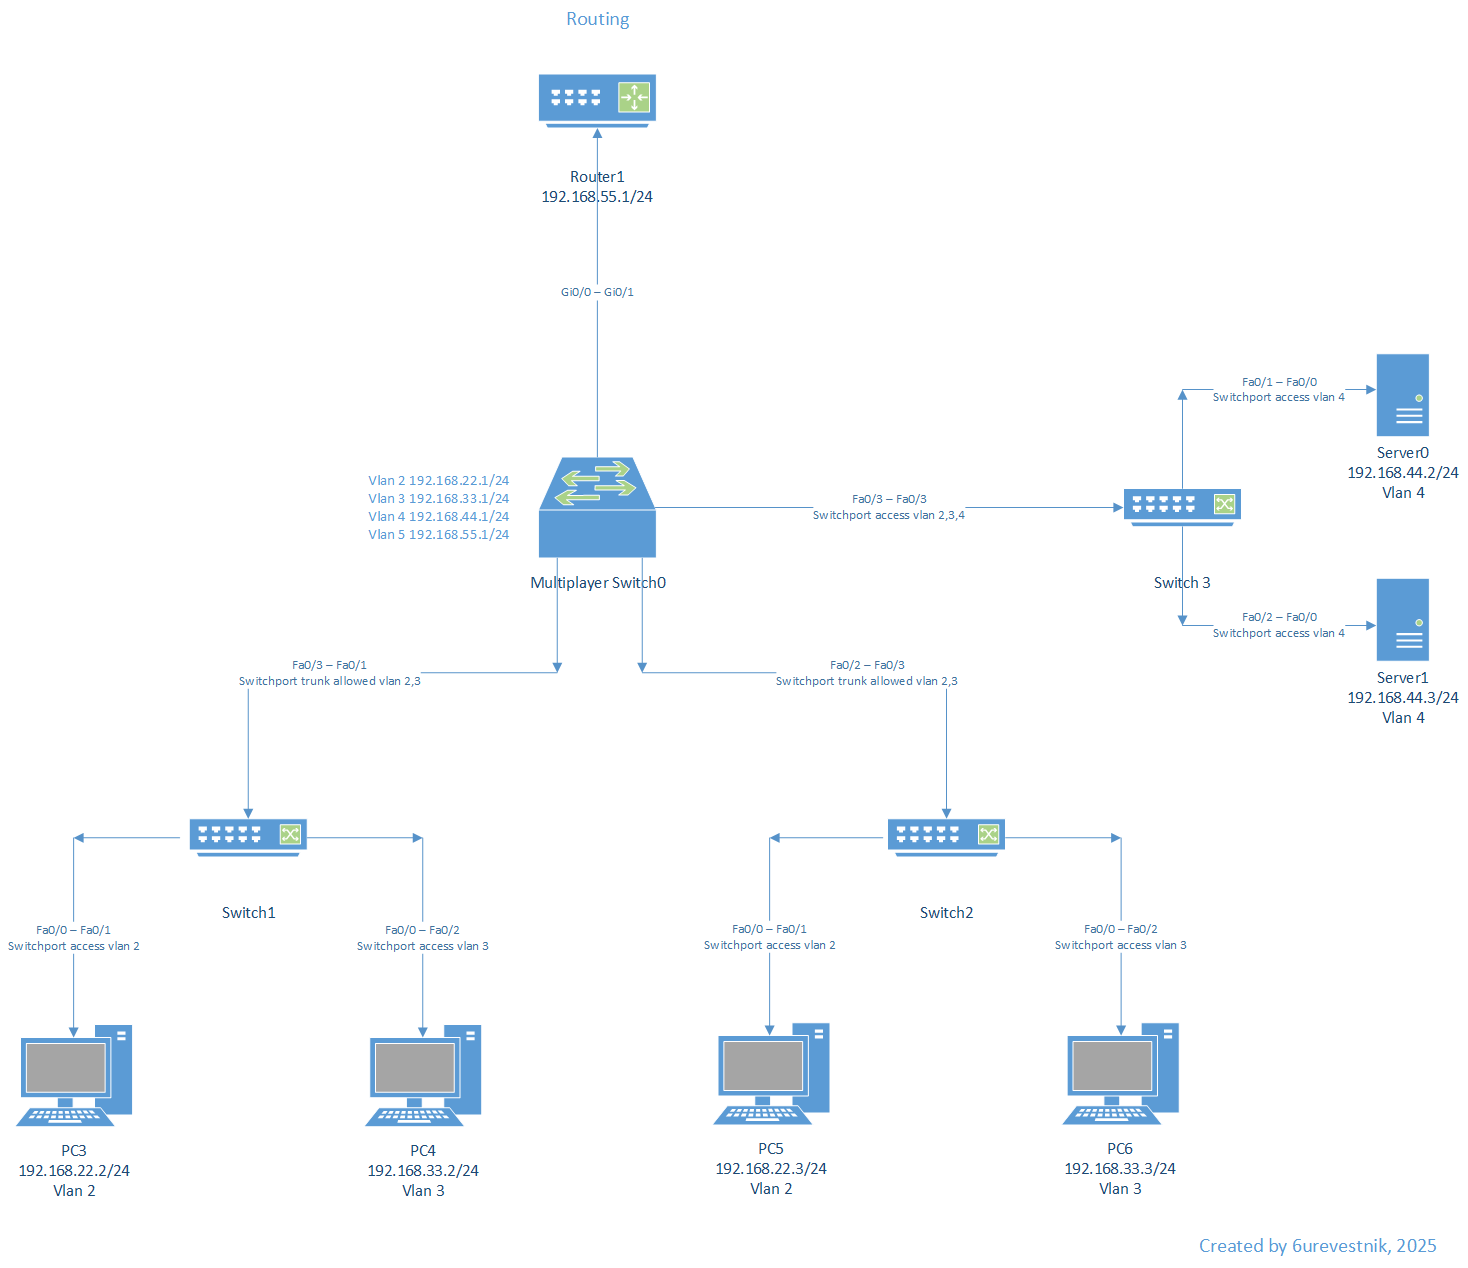 Routing
Router1
192.168.55.1/24
Gi0/0 – Gi0/1
Vlan 2 192.168.22.1/24
Vlan 3 192.168.33.1/24
Vlan 4 192.168.44.1/24
Vlan 5 192.168.55.1/24
Multiplayer Switch0
Fa0/3 – Fa0/3
Switchport access vlan 2,3,4
Switch 3
Fa0/1 – Fa0/0
Switchport access vlan 4
Server0
192.168.44.2/24
Vlan 4
Fa0/2 – Fa0/0
Switchport access vlan 4
Server1
192.168.44.3/24
Vlan 4
Fa0/3 – Fa0/1
Switchport trunk allowed vlan 2,3
Fa0/2 – Fa0/3
Switchport trunk allowed vlan 2,3
Switch1
Switch2
Fa0/0 – Fa0/1
Switchport access vlan 2
Fa0/0 – Fa0/2
Switchport access vlan 3
Fa0/0 – Fa0/1
Switchport access vlan 2
Fa0/0 – Fa0/2
Switchport access vlan 3
PC3
192.168.22.2/24
Vlan 2
PC4
192.168.33.2/24
Vlan 3
PC5
192.168.22.3/24
Vlan 2
PC6
192.168.33.3/24
Vlan 3
Created by 6urevestnik, 2025